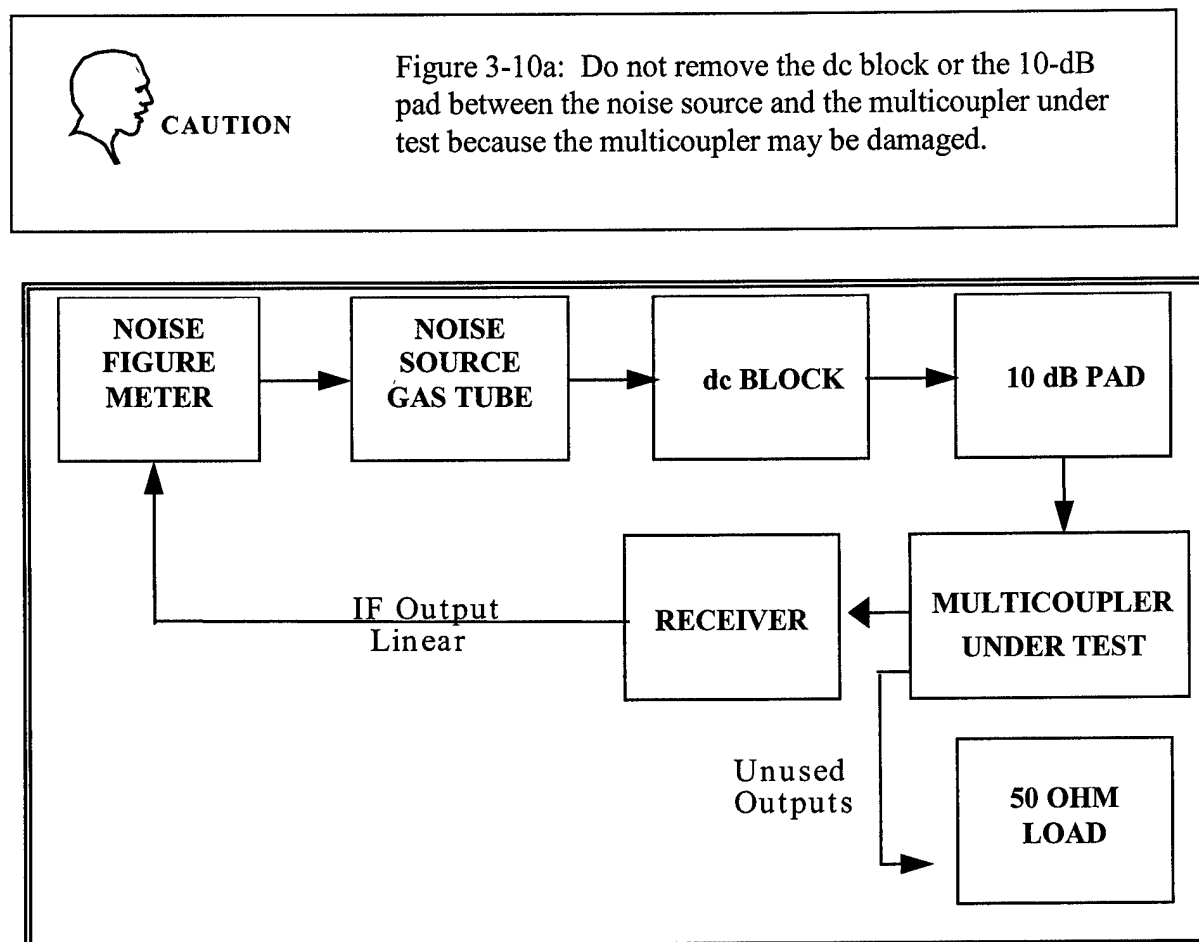 Figure 3-10a: Do not remove the dc block or the 10-dB
pad between the noise source and the multicoupler under
test because the multicoupler may be damaged.
CAUTION
NOISE
FIGURE
METER
NOISE
SOURCE
GAS TUBE
dc BLOCK
10 dB PAD
IF Output
Linear
RECEIVER
MULTICOUPLER
UNDER TEST
Unused
Outputs
50 OHM
LOAD